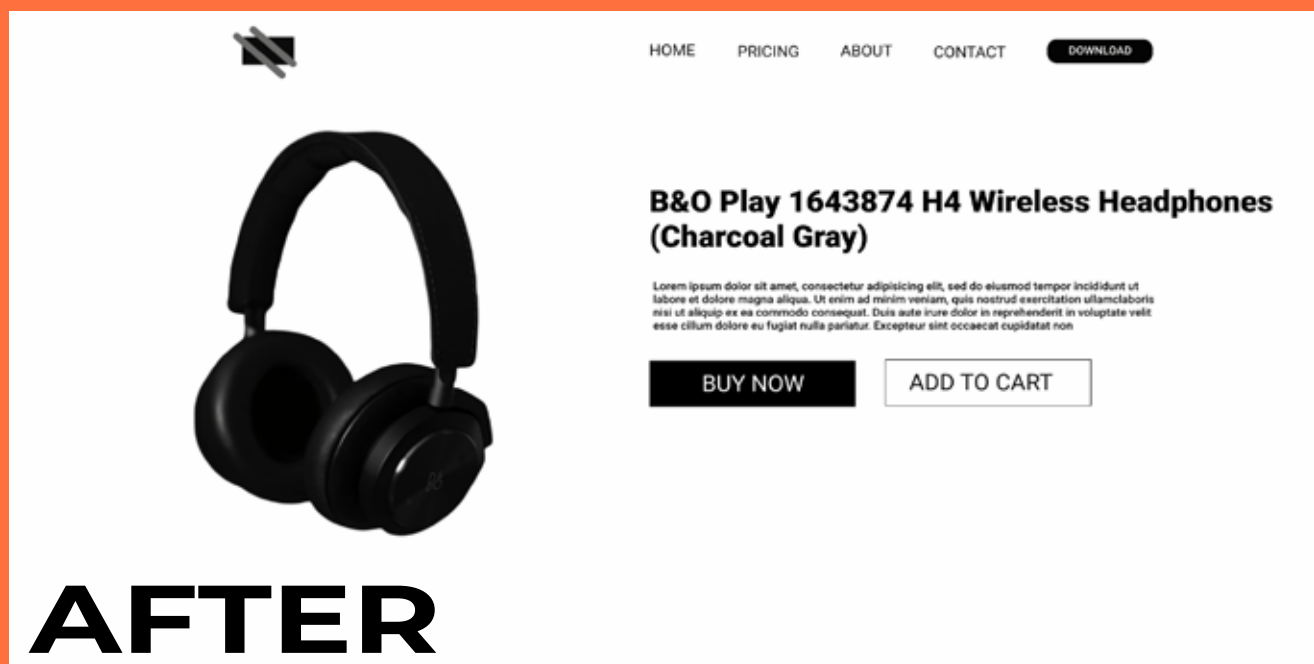 HOME PRICING ABOUT CONTACT DOWNLOAD
B&O Play 1643874 H4 Wireless Headphones
(Charcoal Gray)
Lorem ipsum dolor sit amet, consectetur adipisicing elit, sed do eiusmod tempor incididunt ut
labore et dolore magna aliqua. Ut enim ad minim veniam, quis nostrud exercitation ullamclaboris
nisi ut aliquip ex ea commodo consequat. Duis aute irure dolor in reprehenderit in voluptate velit
esse cillum dolore eu fugiat nulla pariatur. Excepteur sint occaecat cupidatat non
BUY NOW ADD TO CART
B&O
AFTER